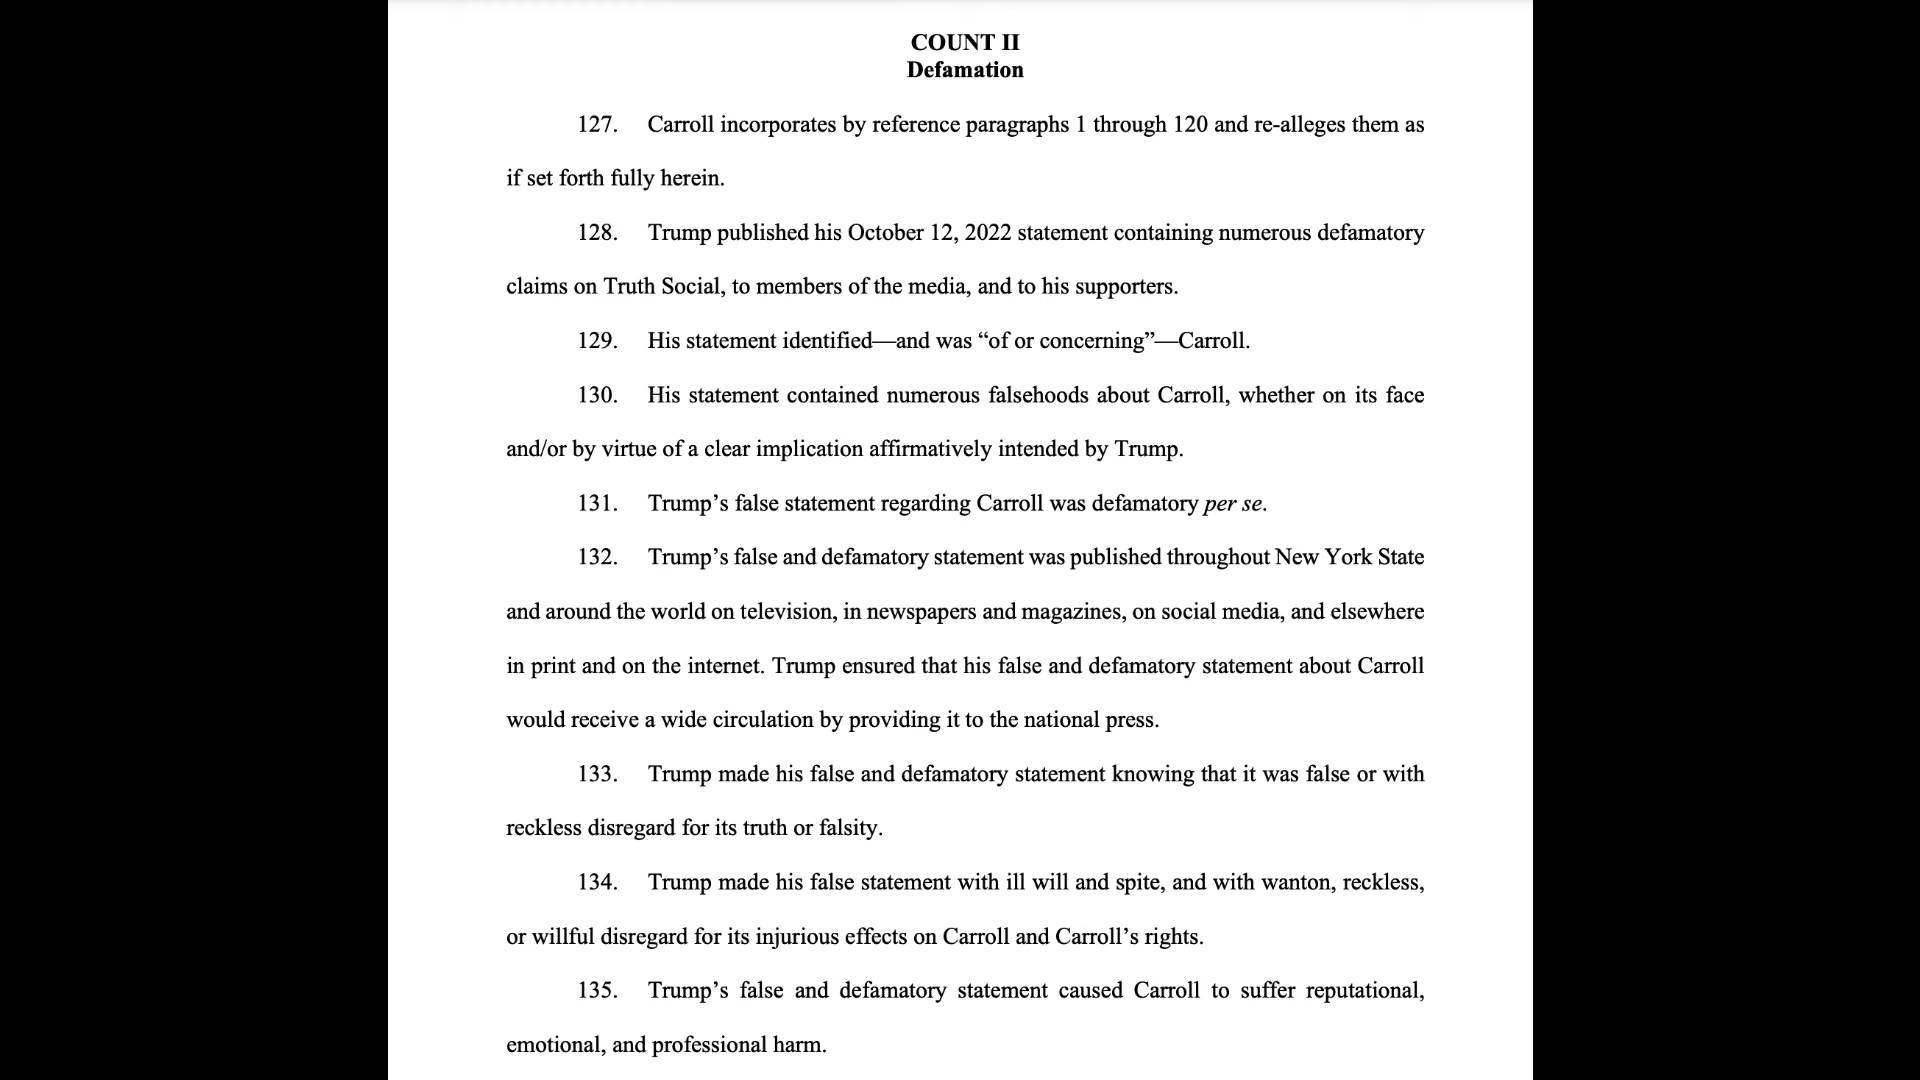 COUNT II
Defamation
127. Carroll incorporates by reference paragraphs 1 through 120 and re-alleges them as
if set forth fully herein.
128. Trump published his October 12, 2022 statement containing numerous defamatory
claims on Truth Social, to members of the media, and to his supporters.
129. His statement identified—and was “of or concerning”—Carroll.
130. His statement contained numerous falsehoods about Carroll, whether on its face
and/or by virtue of a clear implication affirmatively intended by Trump.
131. Trump’s false statement regarding Carroll was defamatory per se.
132. Trump’s false and defamatory statement was published throughout New York State
and around the world on television, in newspapers and magazines, on social media, and elsewhere
in print and on the internet. Trump ensured that his false and defamatory statement about Carroll
would receive a wide circulation by providing it to the national press.
133. Trump made his false and defamatory statement knowing that it was false or with
reckless disregard for its truth or falsity.
134. Trump made his false statement with ill will and spite, and with wanton, reckless,
or willful disregard for its injurious effects on Carroll and Carroll’s rights.
135. Trump’s false and defamatory statement caused Carroll to suffer reputational,
emotional, and professional harm.